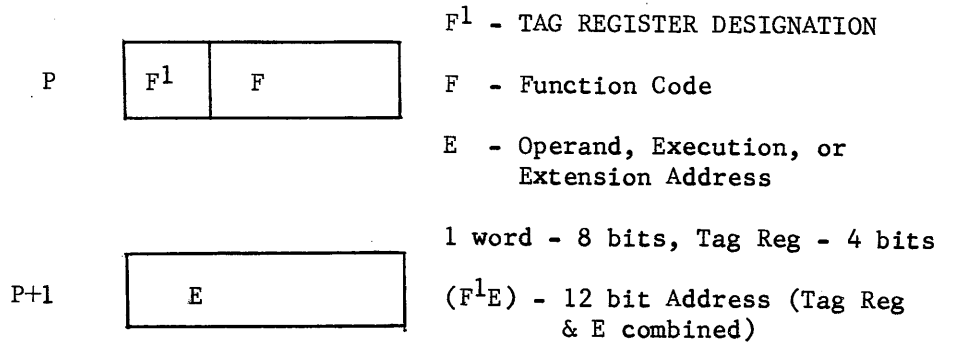 F¹ - TAG REGISTER DESIGNATION
P F¹ F F - Function Code
E - Operand, Execution, or
Extension Address
1 word - 8 bits, Tag Reg - 4 bits
P+1 E (F¹E) - 12 bit Address (Tag Reg
& E combined)